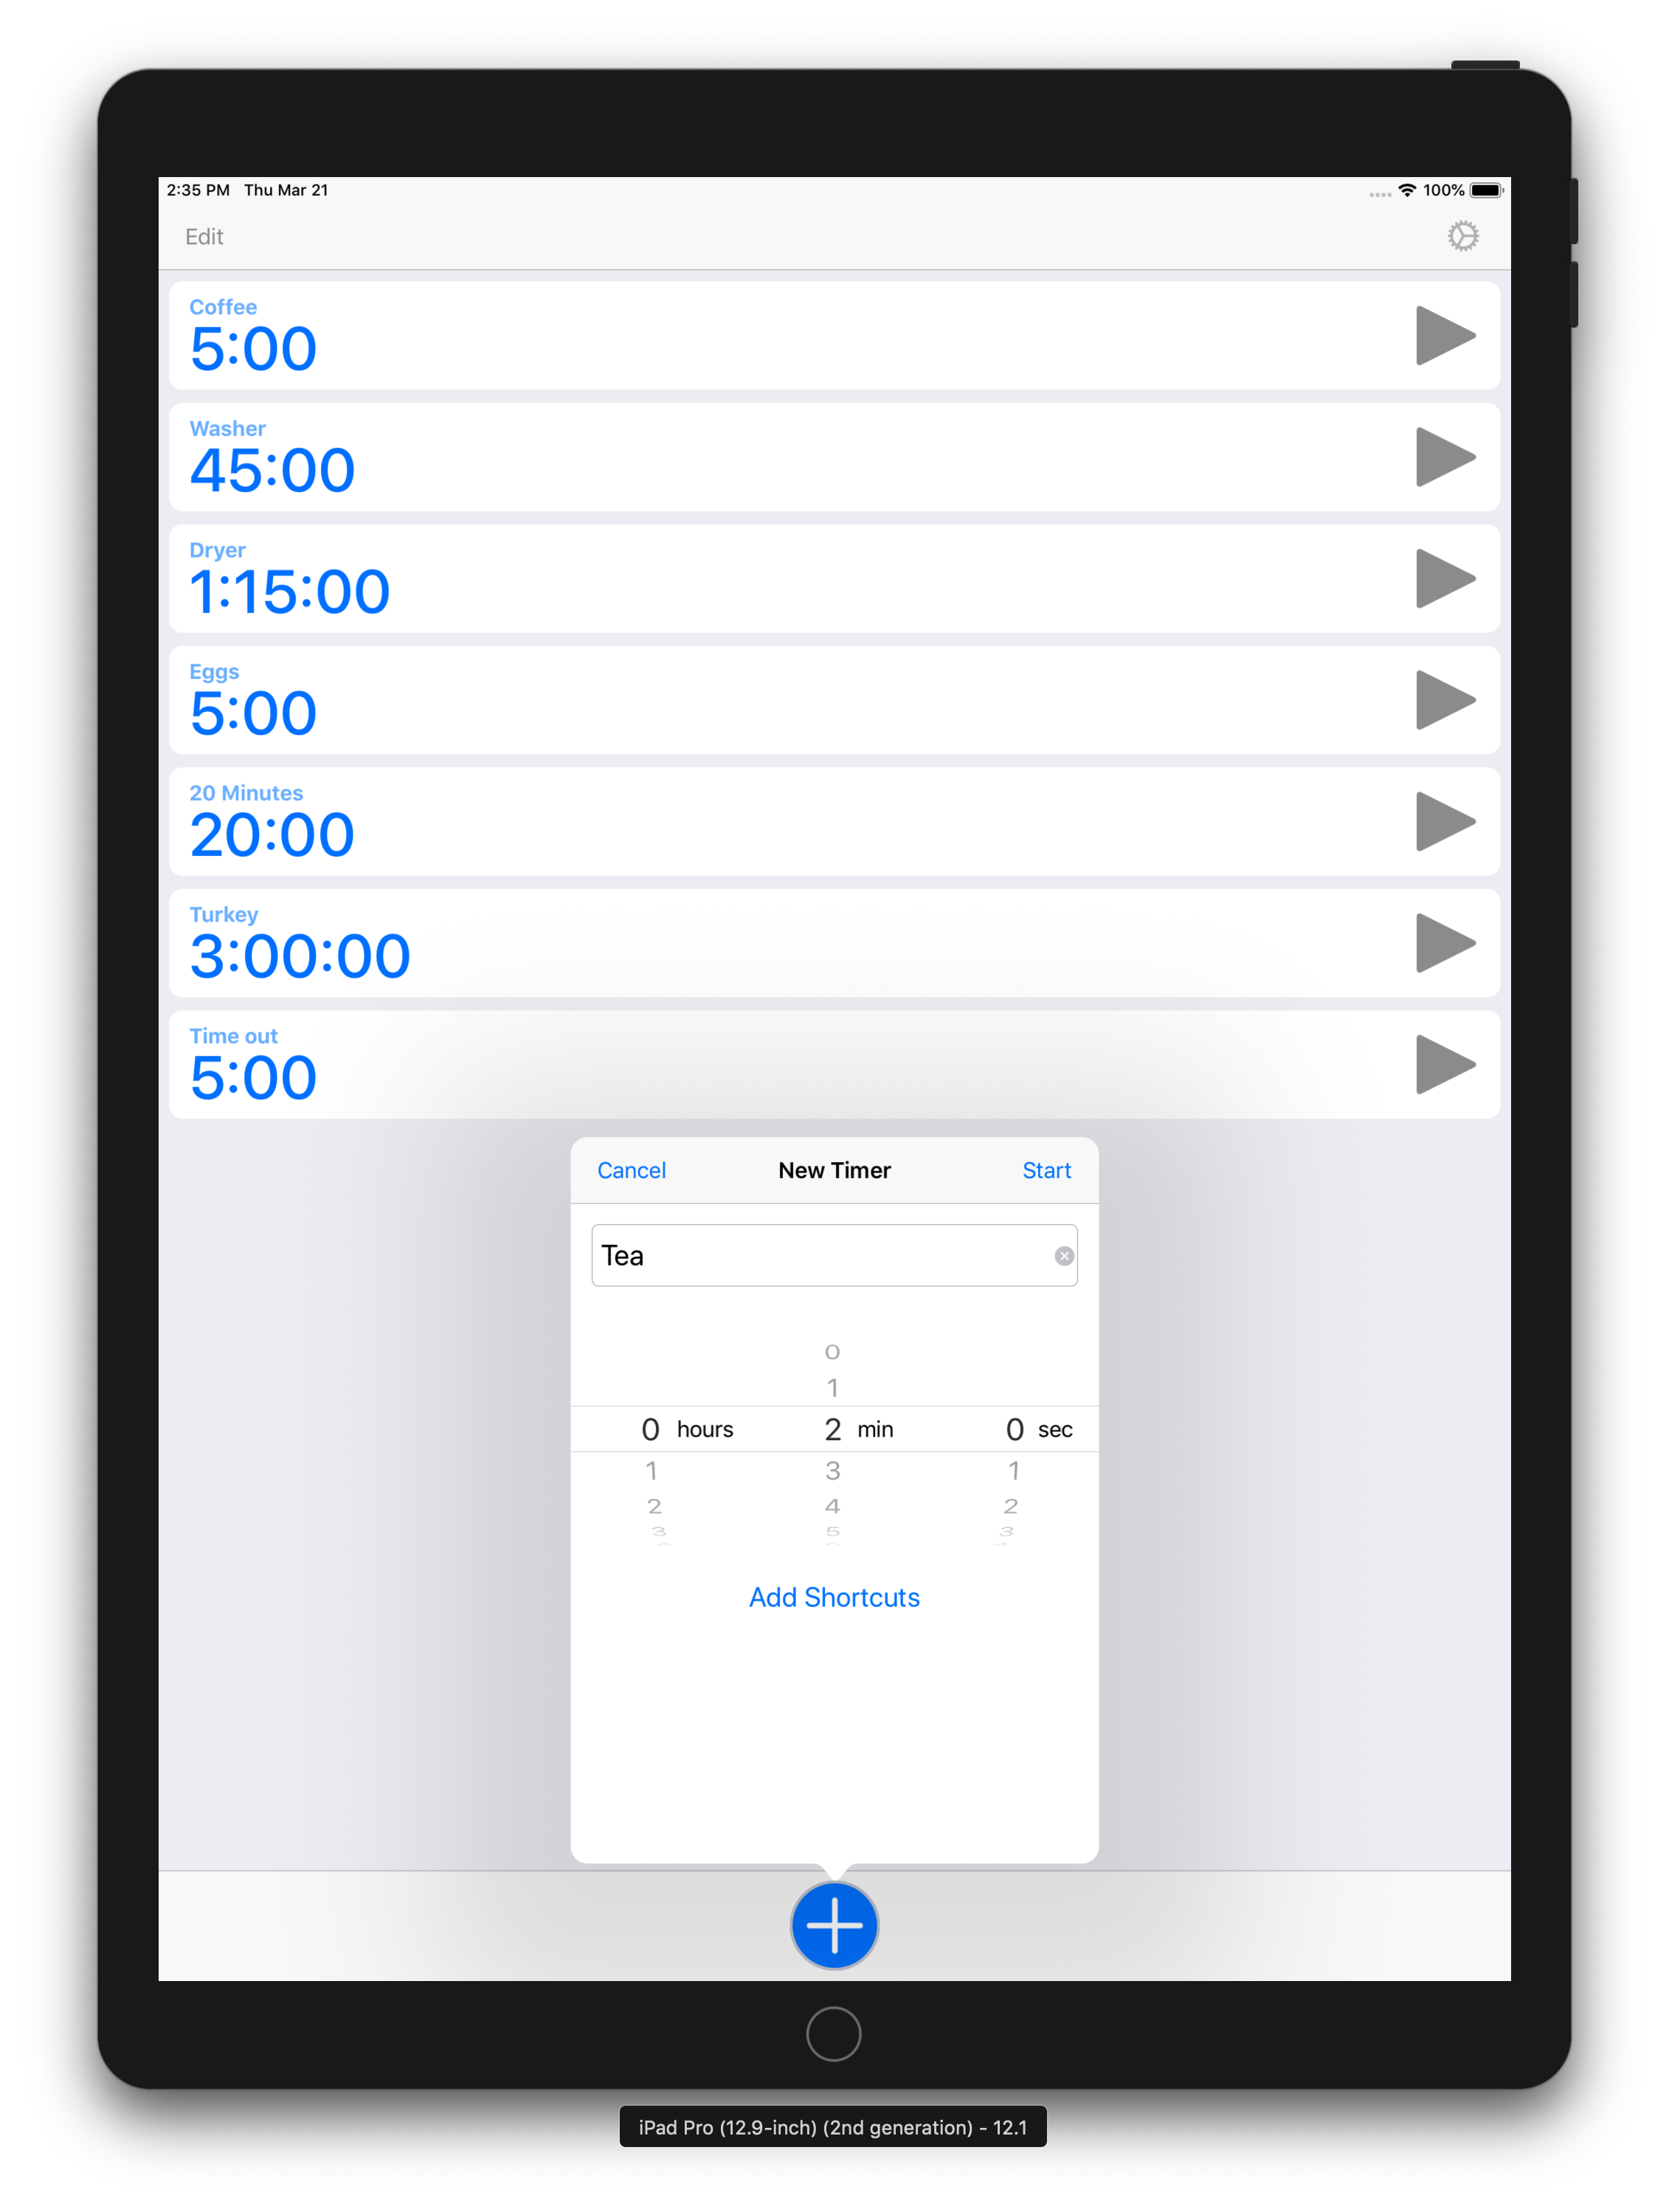 2:35 PM Thu Mar 21 100%
Edit
Coffee
5:00
Washer
45:00
Dryer
1:15:00
Eggs
5:00
20 Minutes
20:00
Turkey
3:00:00
Time out
5:00
Cancel New Timer Start
Tea
0
1
0 hours 2 min 0 sec
1 3 1
2 4 2
3 5 3
Add Shortcuts
iPad Pro (12.9-inch) (2nd generation) - 12.1